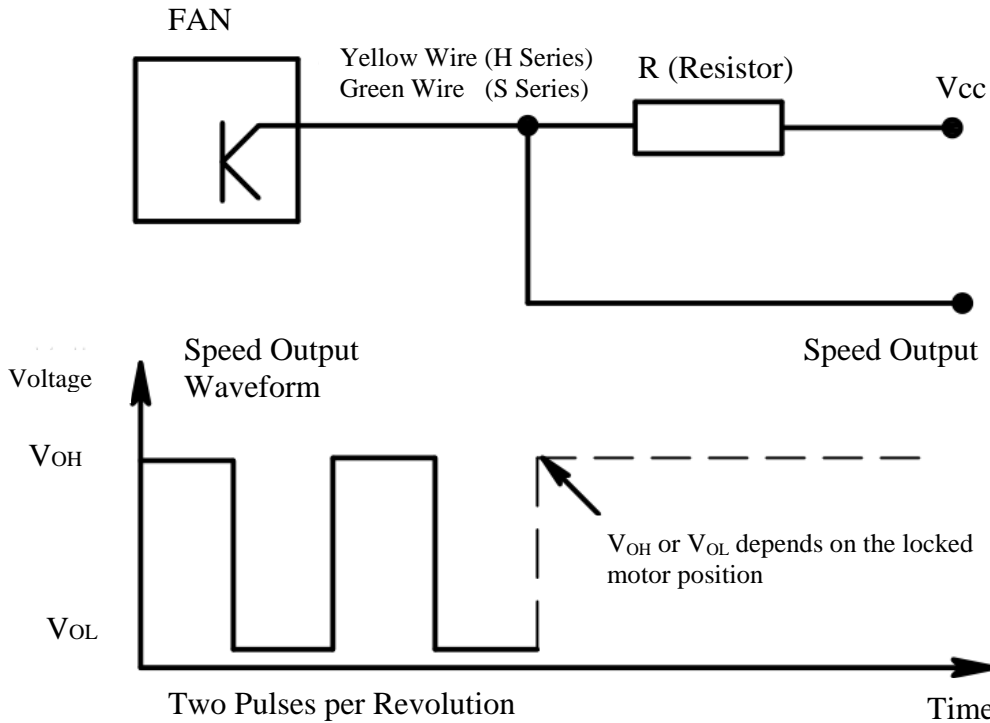 FAN
Yellow Wire (H Series)
Green Wire (S Series)
R (Resistor)
Vcc
Speed Output
Waveform
Speed Output
Voltage
VOH
VOH or VOL depends on the locked
motor position
VOL
Two Pulses per Revolution
Time